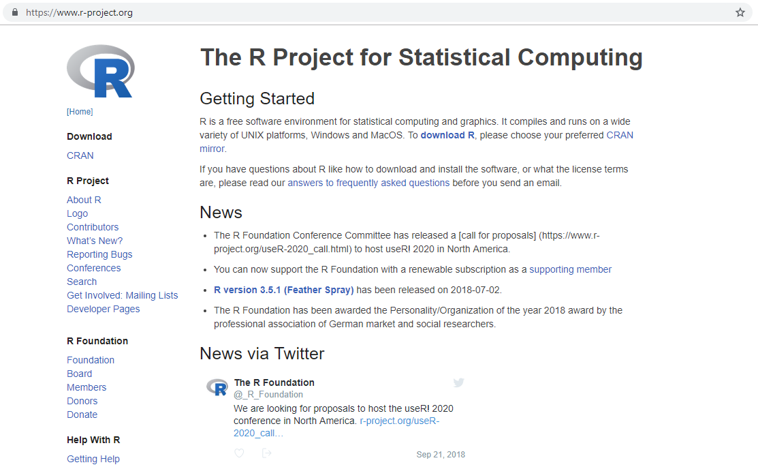 https://www.r-project.org
R
[Home]
Download
CRAN
R Project
About R
Logo
Contributors
What's New?
Reporting Bugs
Conferences
Search
Get Involved: Mailing Lists
Developer Pages
R Foundation
Foundation
Board
Members
Donors
Donate
Help With R
Getting Help
The R Project for Statistical Computing
Getting Started
R is a free software environment for statistical computing and graphics. It compiles and runs on a wide
variety of UNIX platforms, Windows and MacOS. To download R, please choose your preferred CRAN
mirror.
If you have questions about R like how to download and install the software, or what the license terms
are, please read our answers to frequently asked questions before you send an email.
News
• The R Foundation Conference Committee has released a [call for proposals] (https://www.r-
project.org/useR-2020_call.html) to host useR! 2020 in North America.
• You can now support the R Foundation with a renewable subscription as a supporting member
• R version 3.5.1 (Feather Spray) has been released on 2018-07-02.
• The R Foundation has been awarded the Personality/Organization of the year 2018 award by the
professional association of German market and social researchers.
News via Twitter
R
The R Foundation
@_R_Foundation
We are looking for proposals to host the useR! 2020
conference in North America. r-project.org/useR-
2020_call…
Sep 21, 2018